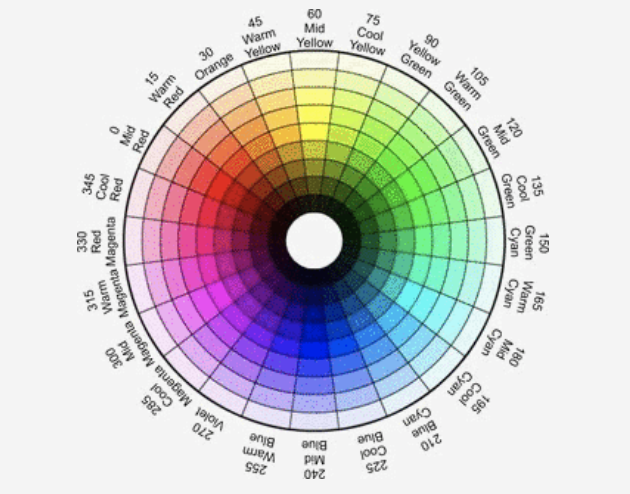 60
Mid
Yellow
75
Cool
Yellow
90
Yellow
Green
105
Warm
Green
120
Mid
Green
135
Cool
Green
150
Green
Cyan
165
Warm
Cyan
180
Mid
Cyan
195
Cool
Cyan
210
Blue
Cyan
225
Cool
Blue
240
Mid
Blue
255
Warm
Blue
270
Violet
285
Cool
Magenta
300
Mid
Magenta
315
Warm
Magenta
330
Red
Magenta
345
Cool
Red
0
Mid
Red
15
Warm
Red
30
Orange
45
Warm
Yellow